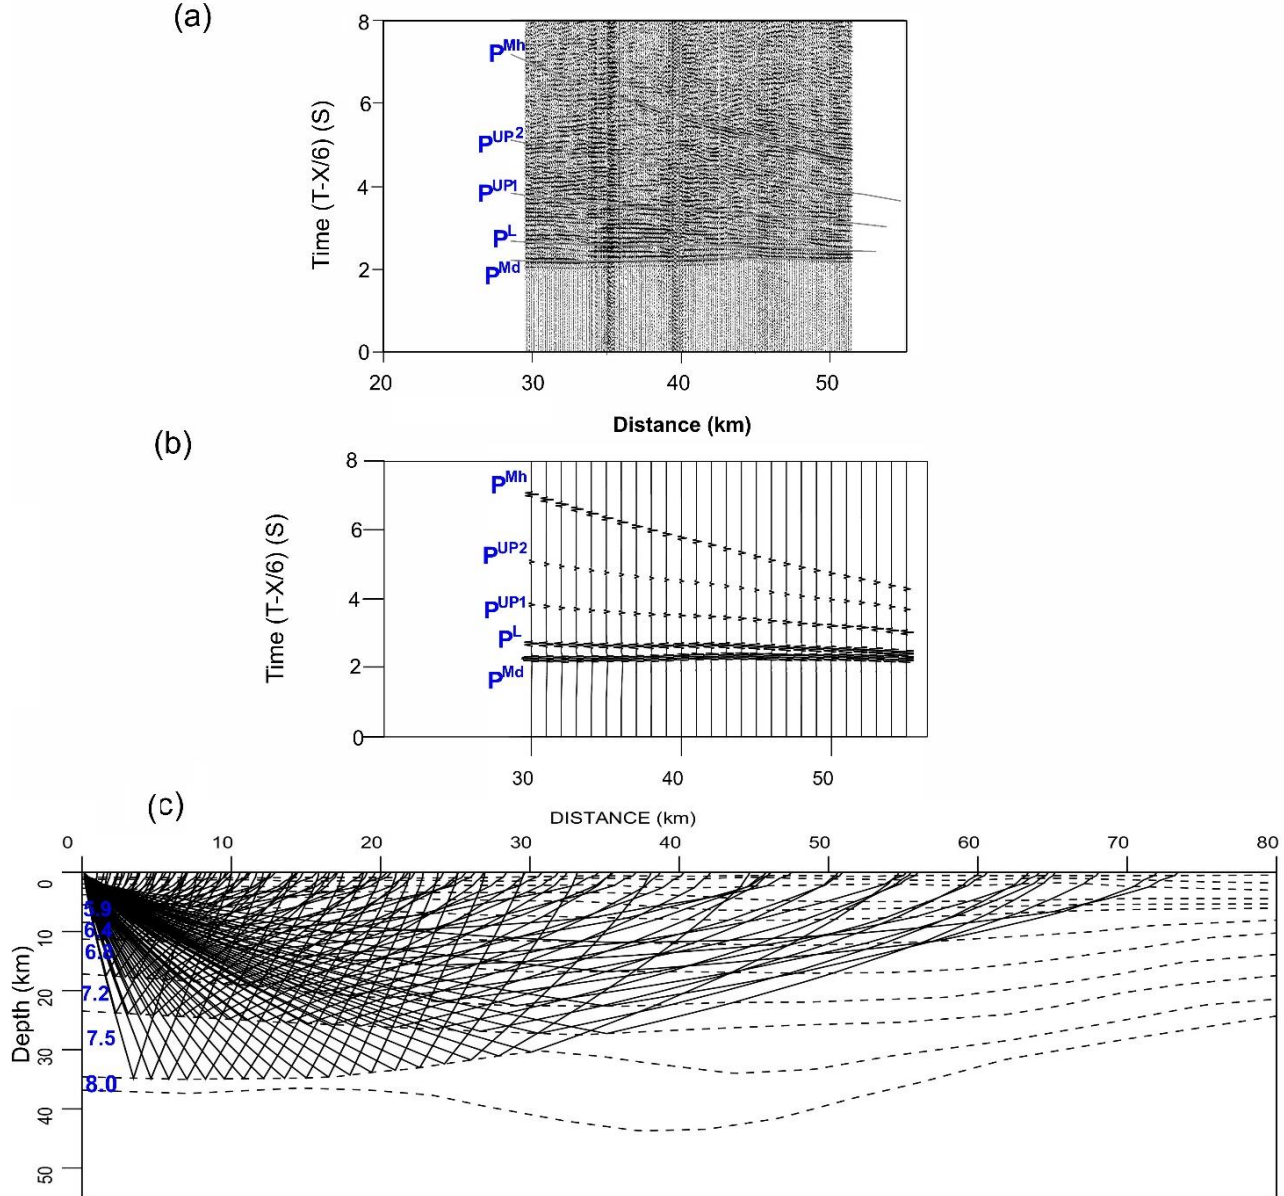 (a)
8
P^Mh
6
P^UP2
4
P^UP1
P^L
2
P^Md
0
Time (T-X/6) (S)
20 30 40 50
Distance (km)
(b)
8
P^Mh
6
P^UP2
4
P^UP1
P^L
2
P^Md
0
Time (T-X/6) (S)
30 40 50
(c)
DISTANCE (km)
0 10 20 30 40 50 60 70 80
0
5.9
6.4
10
6.8
20
7.2
7.5
30
8.0
40
50
Depth (km)